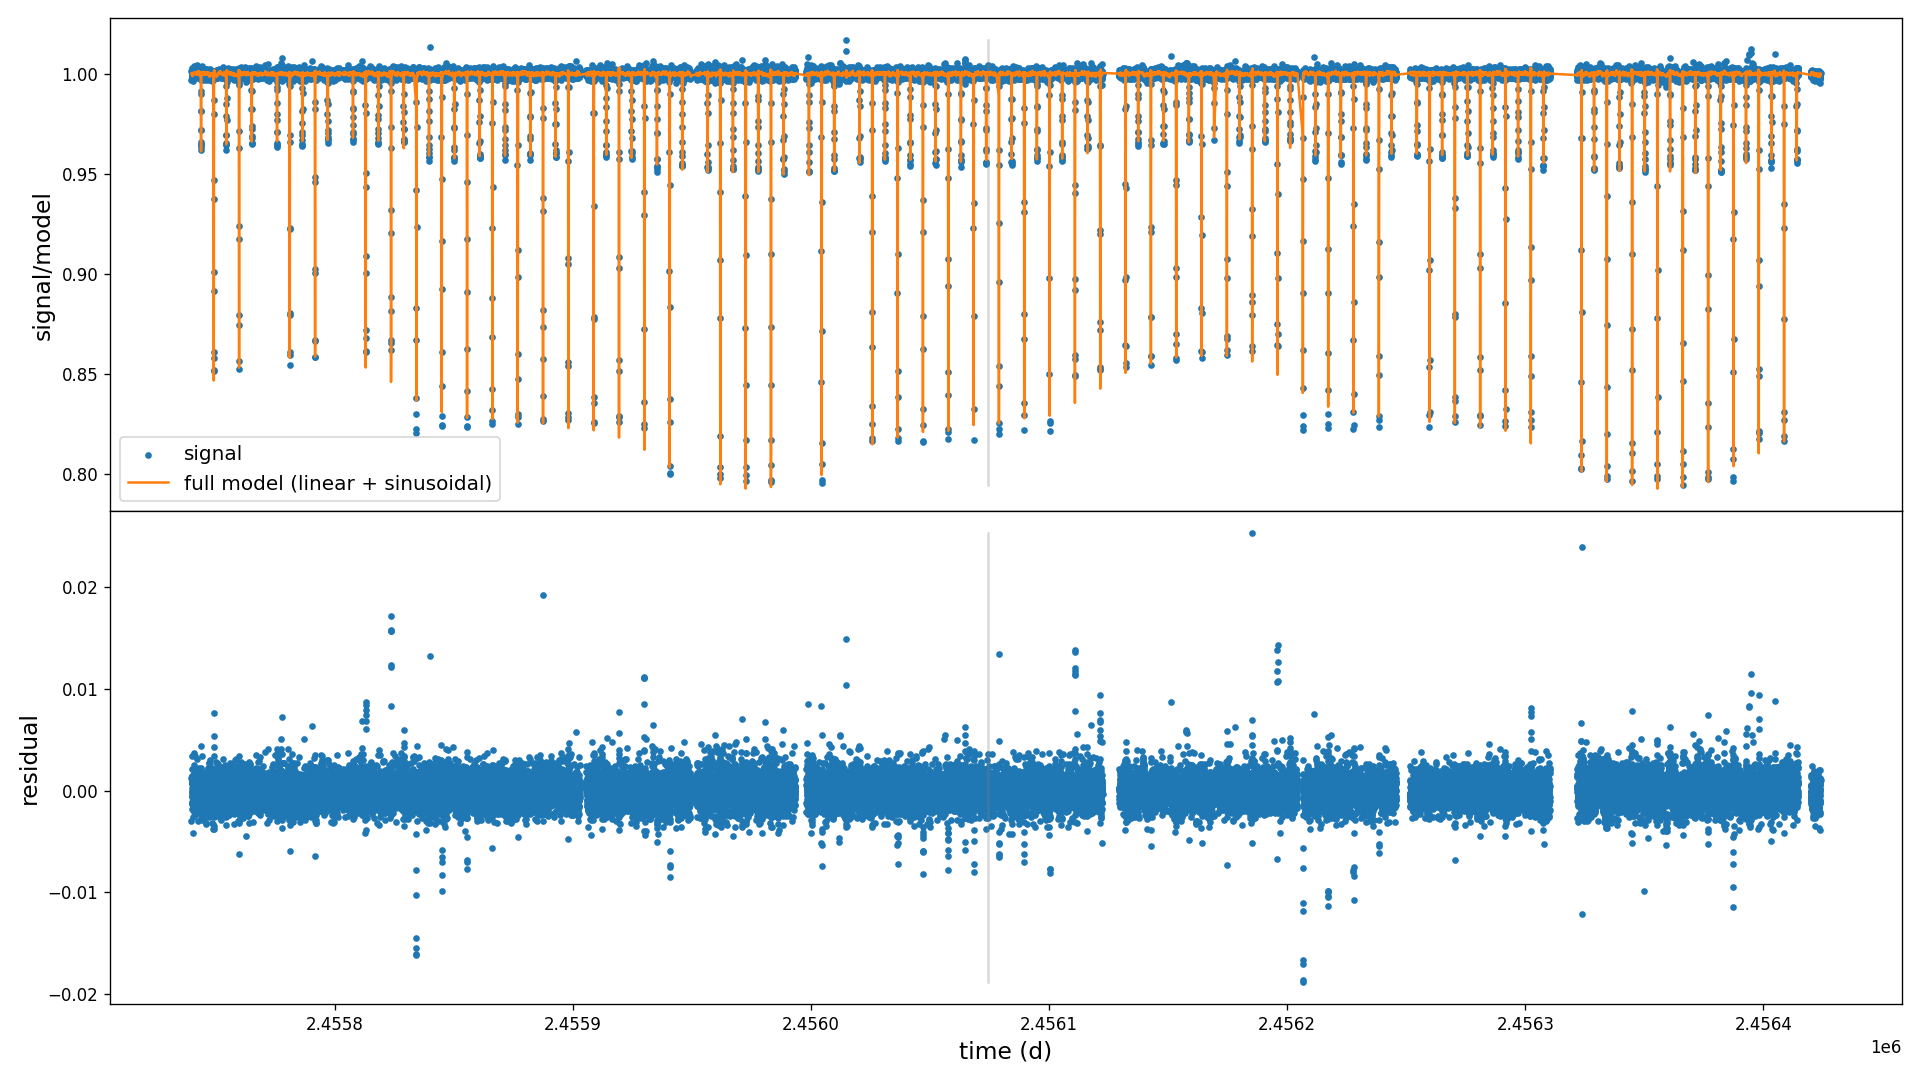 1.00
0.95
0.90
0.85
0.80
signal/model
signal
full model (linear + sinusoidal)
0.02
0.01
0.00
−0.01
−0.02
residual
2.4558
2.4559
2.4560
2.4561
2.4562
2.4563
2.4564
time (d)
1e6